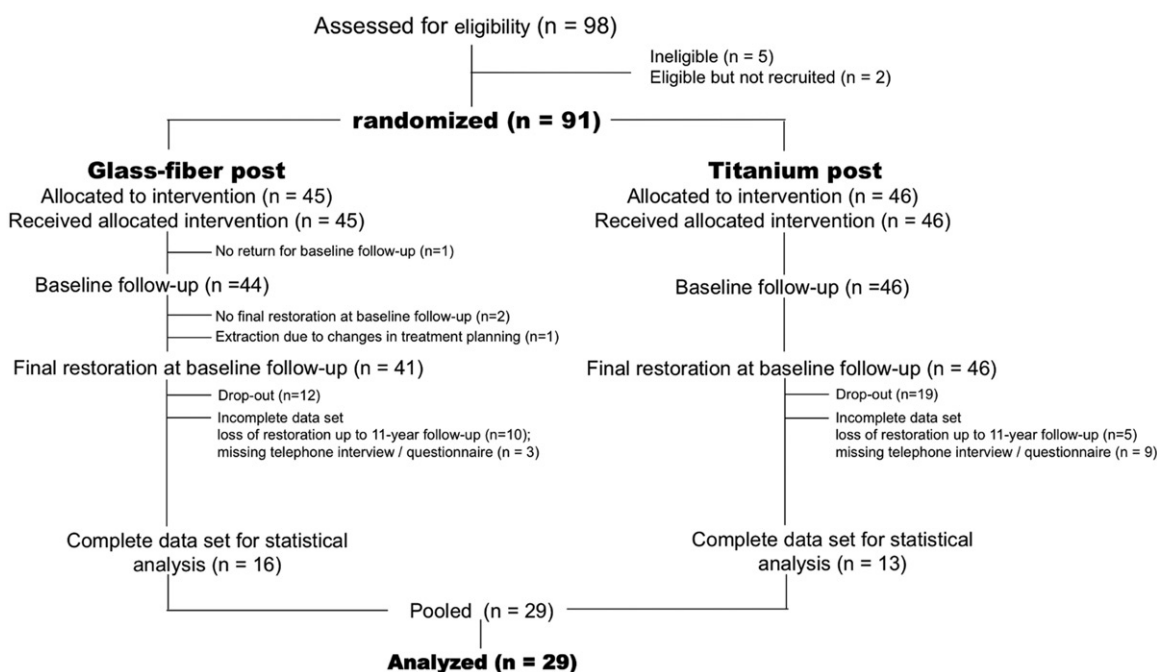 Assessed for eligibility (n = 98)
Ineligible (n = 5)
Eligible but not recruited (n = 2)
randomized (n = 91)
Glass-fiber post
Allocated to intervention (n = 45)
Received allocated intervention (n = 45)
No return for baseline follow-up (n=1)
Baseline follow-up (n =44)
No final restoration at baseline follow-up (n=2)
Extraction due to changes in treatment planning (n=1)
Final restoration at baseline follow-up (n = 41)
Drop-out (n=12)
Incomplete data set
loss of restoration up to 11-year follow-up (n=10);
missing telephone interview / questionnaire (n = 3)
Complete data set for statistical
analysis (n = 16)
Titanium post
Allocated to intervention (n = 46)
Received allocated intervention (n = 46)
Baseline follow-up (n =46)
Final restoration at baseline follow-up (n = 46)
Drop-out (n=19)
Incomplete data set
loss of restoration up to 11-year follow-up (n=5)
missing telephone interview / questionnaire (n = 9)
Complete data set for statistical
analysis (n = 13)
Pooled (n = 29)
Analyzed (n = 29)